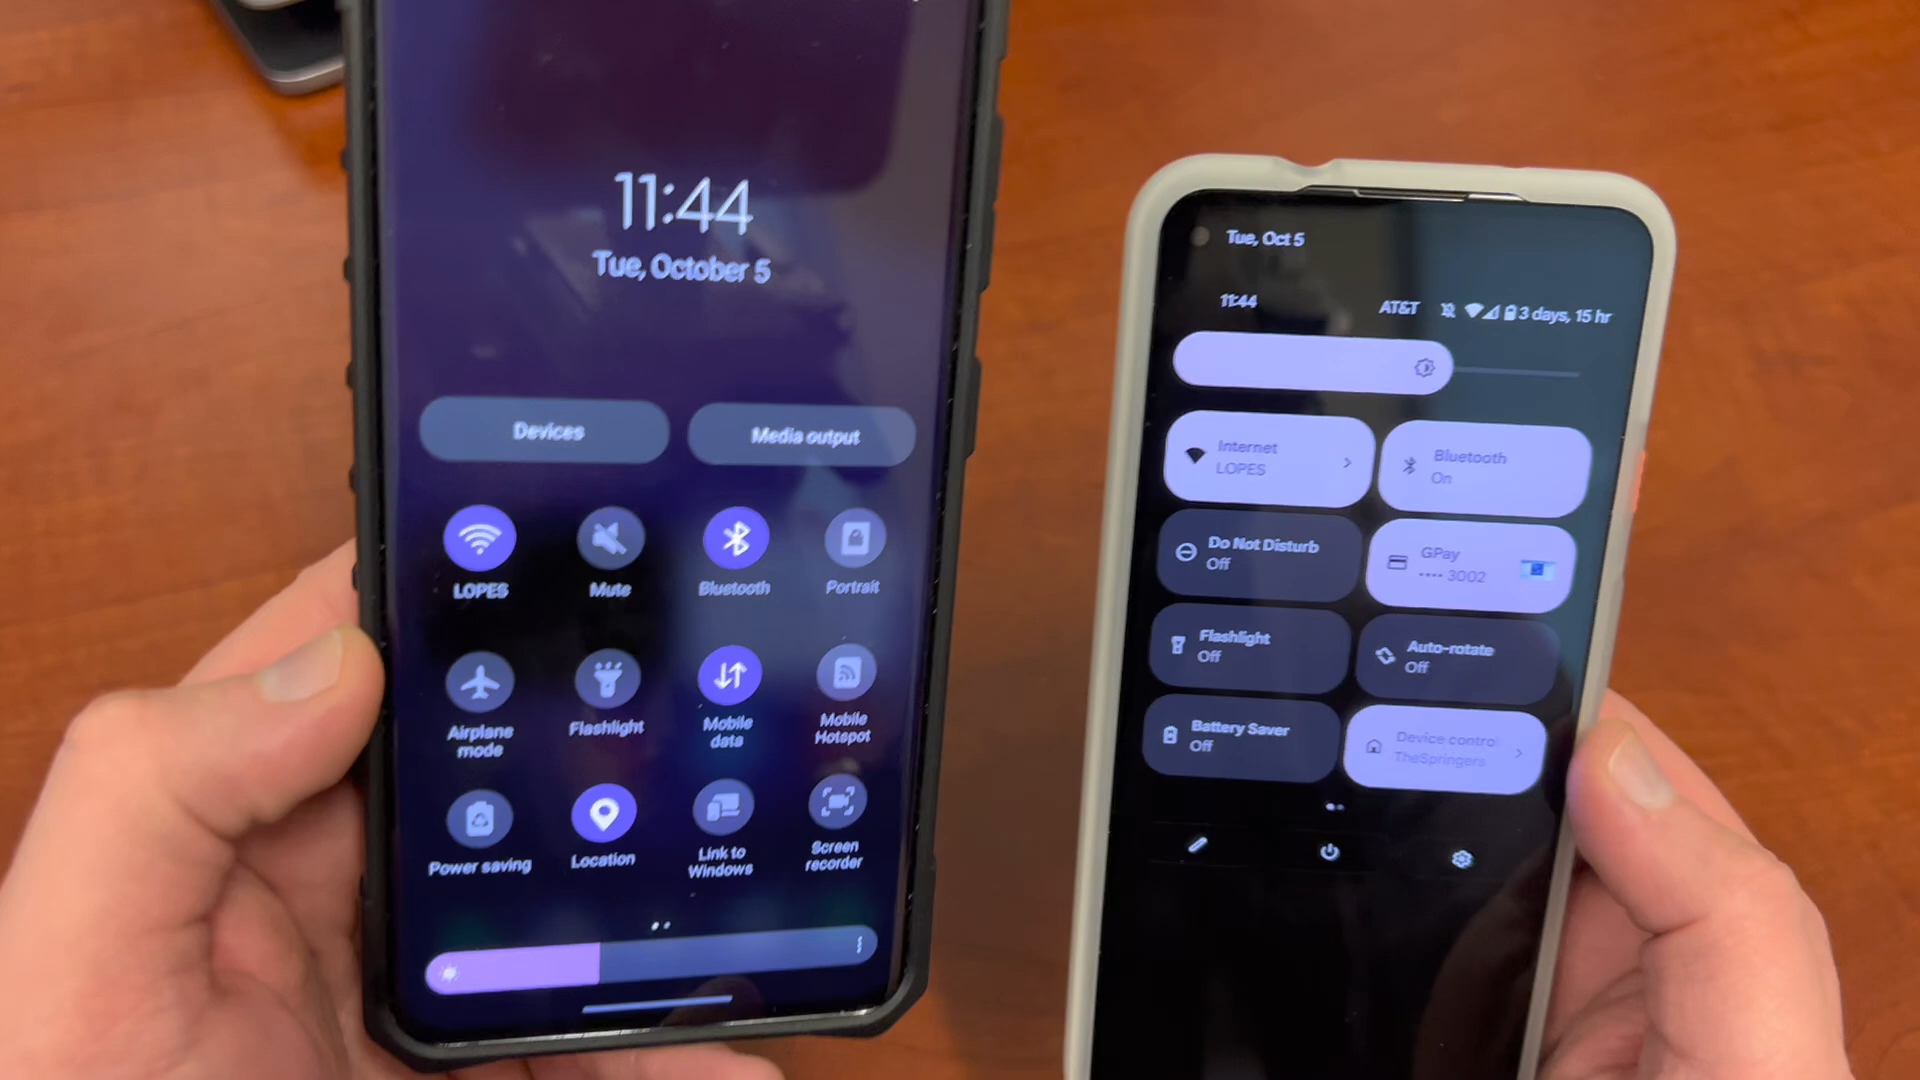 11:44
Tue, October 5
Devices
Media output
LOPES
Mute
Bluetooth
Portrait
Airplane
mode
Flashlight
Mobile
data
Mobile
Hotspot
Power saving
Location
Link to
Windows
Screen
recorder
Tue, Oct 5
11:44
AT&T
3 days, 15 hr
Internet
LOPES
Bluetooth
On
Do Not Disturb
Off
GPay
•••• 3002
Flashlight
Off
Auto-rotate
Off
Battery Saver
Off
Device control
TheSpringers